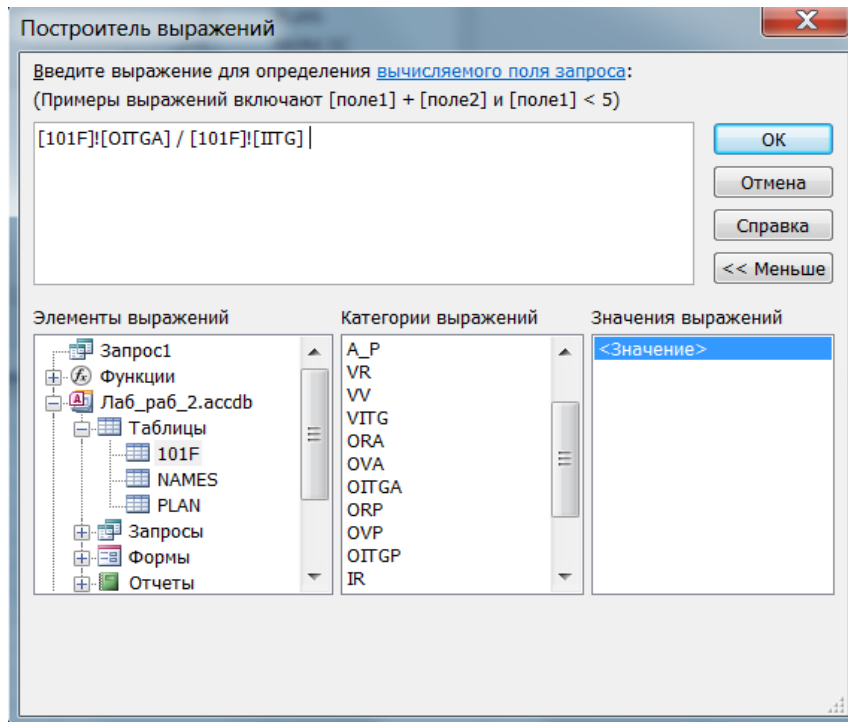 Построитель выражений
Введите выражение для определения вычисляемого поля запроса:
(Примеры выражений включают [поле1] + [поле2] и [поле1] < 5)
[101F]![OITGA] / [101F]![IITG]
ОК
Отмена
Справка
<< Меньше
Элементы выражений
Запрос1
Функции
Лаб_раб_2.accdb
Таблицы
101F
NAMES
PLAN
Запросы
Формы
Отчеты
Категории выражений
A_P
VR
VV
VITG
ORA
OVA
OITGA
ORP
OVP
OITGP
IR
Значения выражений
<Значение>